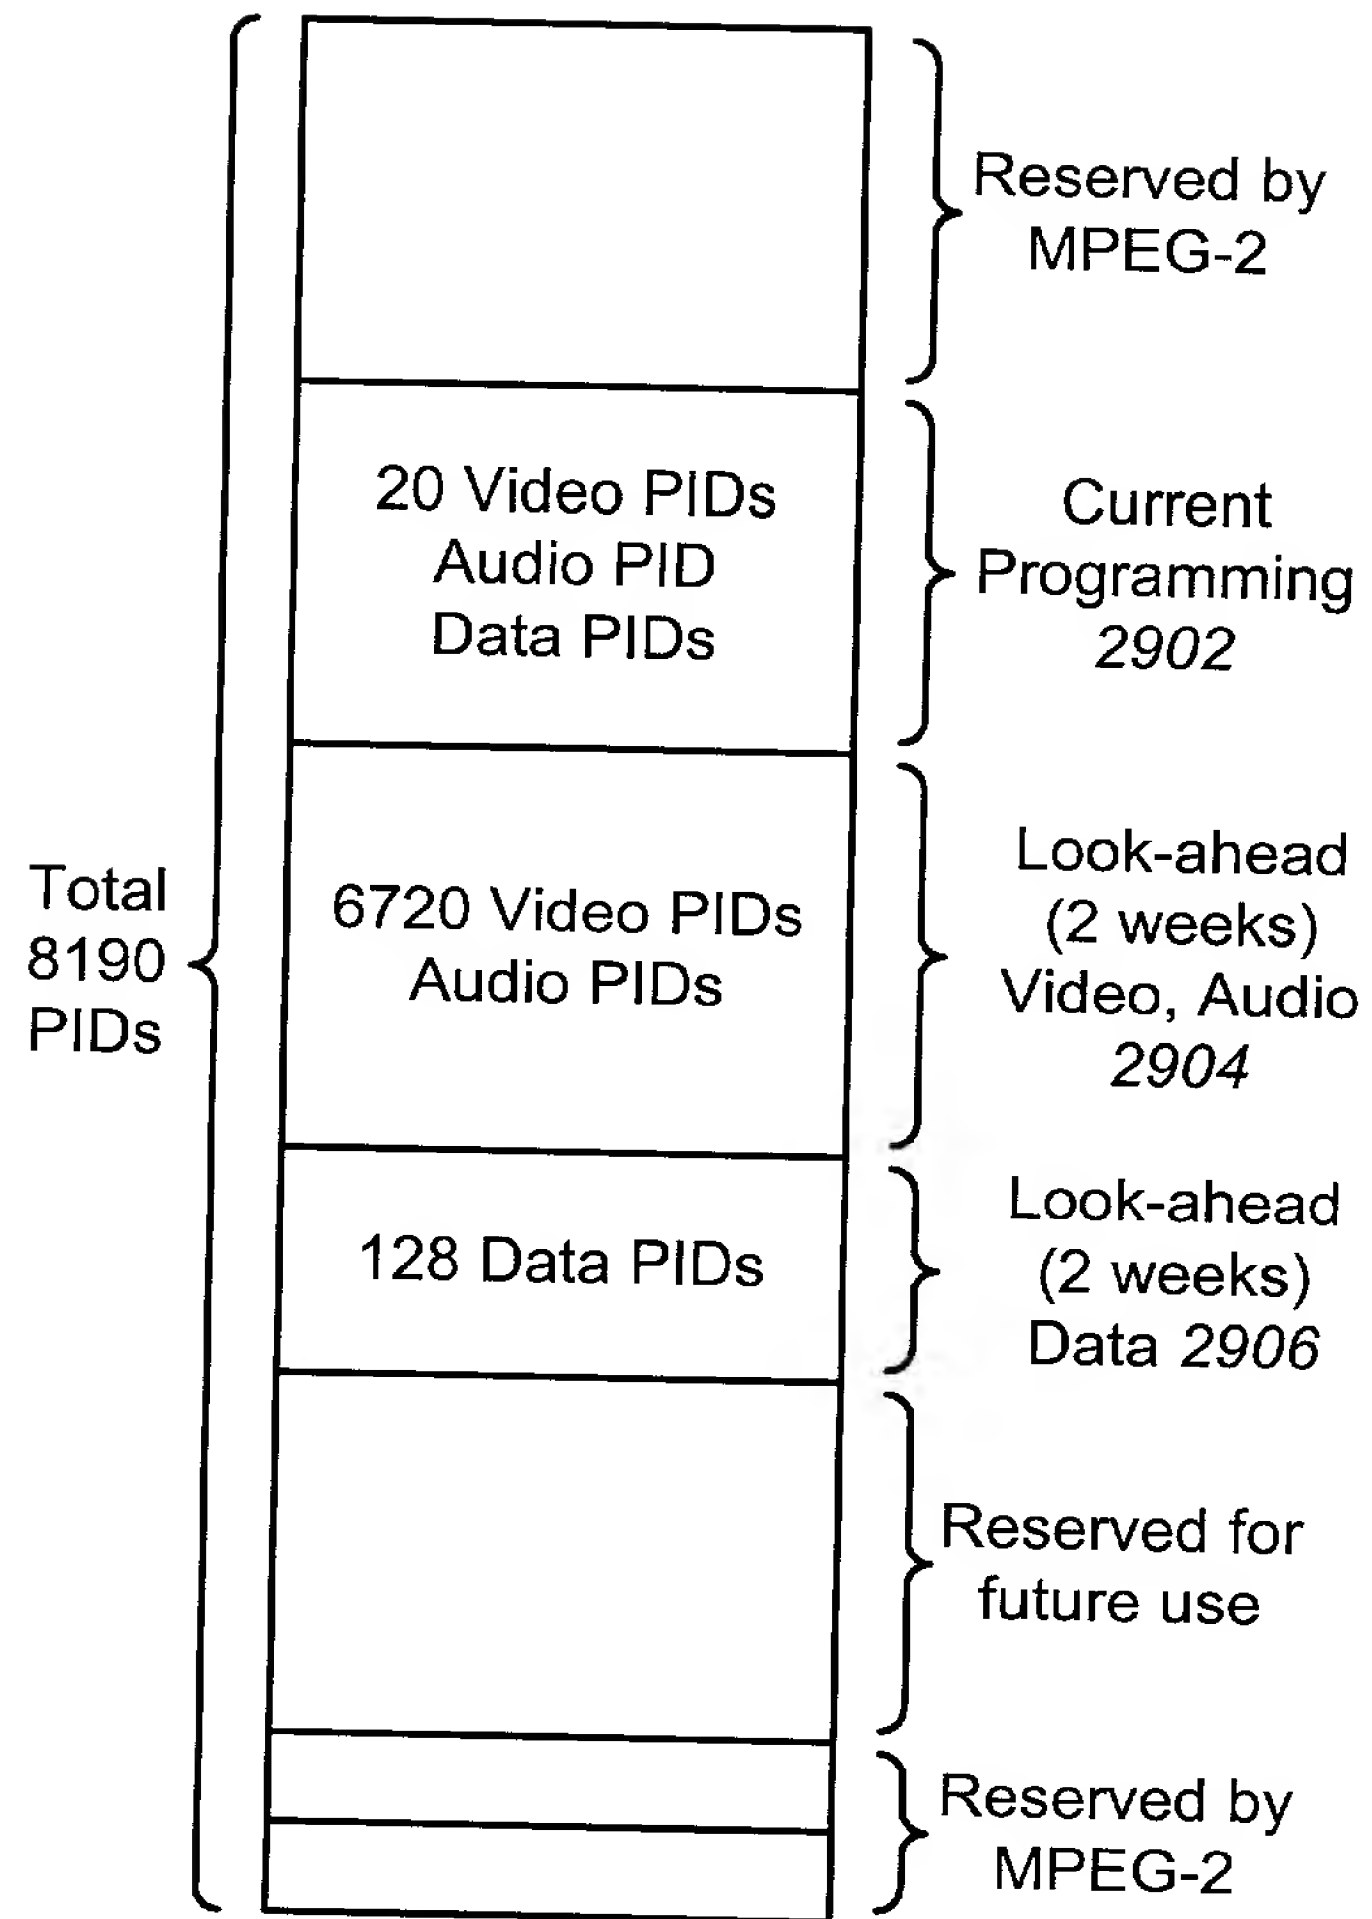 Reserved by
MPEG-2
20 Video PIDs
Audio PID
Data PIDs
Current
Programming
2902
Total
8190
PIDs
6720 Video PIDs
Audio PIDs
Look-ahead
(2 weeks)
Video, Audio
2904
128 Data PIDs
Look-ahead
(2 weeks)
Data 2906
Reserved for
future use
Reserved by
MPEG-2